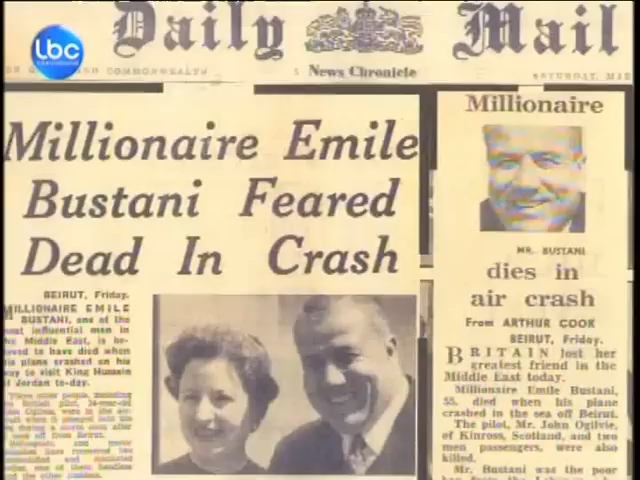 lbc
Daily Mail
AND COMMONWEALTH
News Chronicle
SATURDAY,
Millionaire Emile
Bustani Feared
Dead In Crash
BEIRUT, Friday.
MILLIONAIRE EMILE
BUSTANI, one of the
most influential men in
the Middle East, is be-
lieved to have died when
his plane crashed on his
way to visit King Hussein
of Jordan to-day.
Millionaire
MR. BUSTANI
dies in
air crash
From ARTHUR COOK
BEIRUT, Friday.
BRITAIN lost her
greatest friend in the
Middle East today.
Millionaire Emile Bustani,
55, died when his plane
crashed in the sea off Beirut.
The pilot, Mr. John Ogilvie,
of Kinross, Scotland, and two
men passengers, were also
killed.
Mr. Bustani was the poor